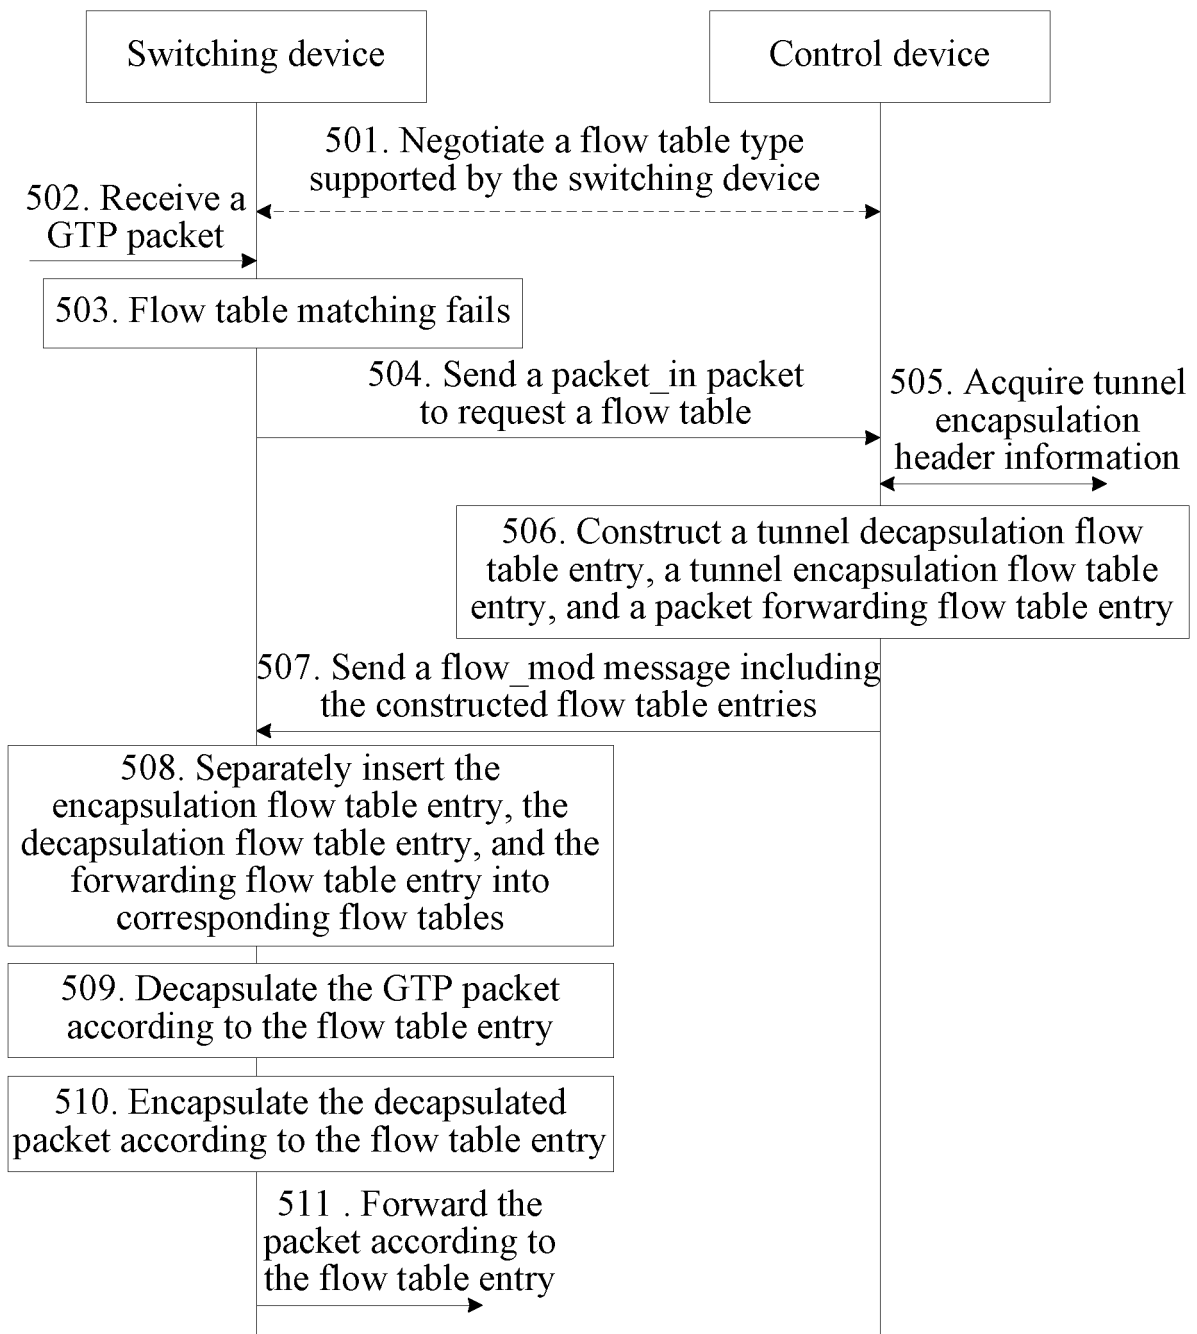 Switching device
Control device
501. Negotiate a flow table type
supported by the switching device
502. Receive a
GTP packet
503. Flow table matching fails
504. Send a packet_in packet
to request a flow table
505. Acquire tunnel
encapsulation
header information
506. Construct a tunnel decapsulation flow
table entry, a tunnel encapsulation flow table
entry, and a packet forwarding flow table entry
507. Send a flow_mod message including
the constructed flow table entries
508. Separately insert the
encapsulation flow table entry, the
decapsulation flow table entry, and the
forwarding flow table entry into
corresponding flow tables
509. Decapsulate the GTP packet
according to the flow table entry
510. Encapsulate the decapsulated
packet according to the flow table entry
511 . Forward the
packet according to
the flow table entry